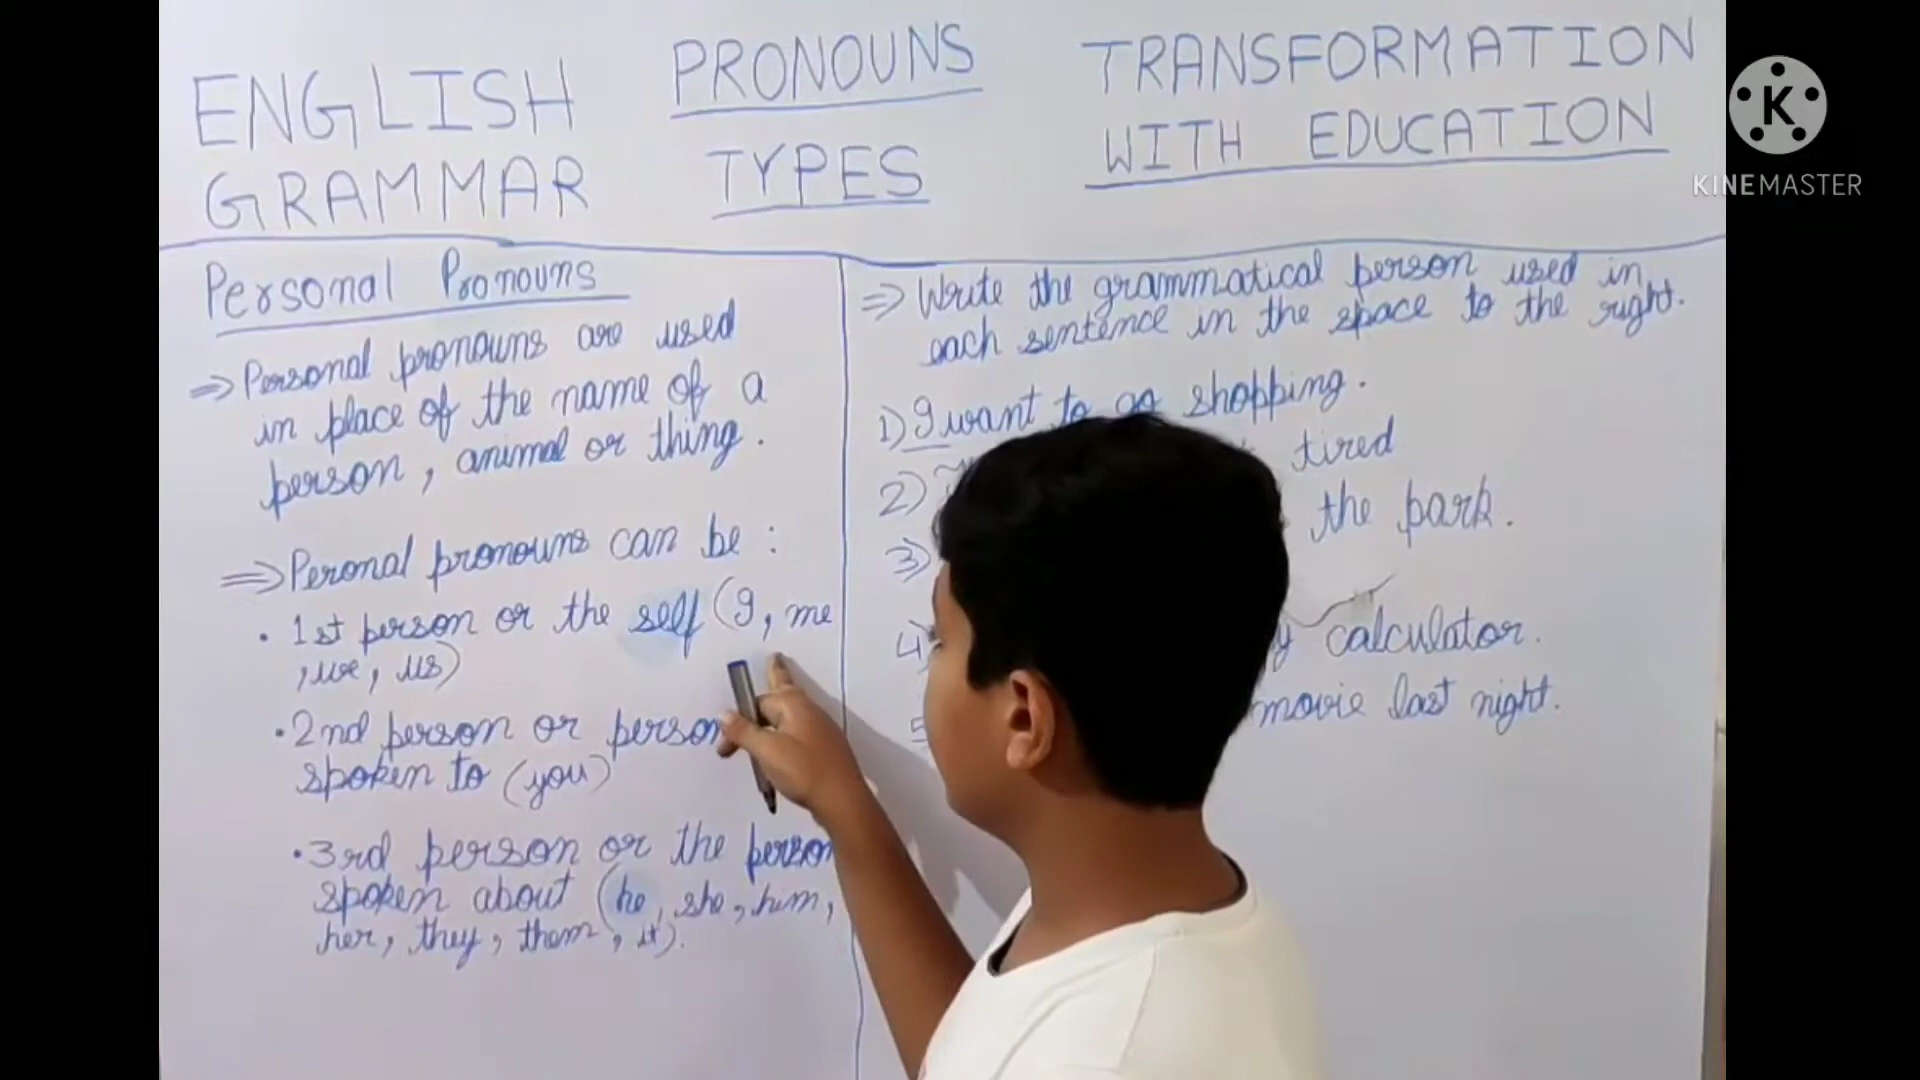 ENGLISH
GRAMMAR
PRONOUNS
TYPES
TRANSFORMATION
WITH EDUCATION
K
KINEMASTER
Personal Pronouns
⇒ Personal pronouns are used
in place of the name of a
person, animal or thing.
⇒ Peronal pronouns can be :
• 1st person or the self (I, me
, we, us)
• 2nd person or person
spoken to (you)
• 3rd person or the person
spoken about (he, she, him,
her, they, them, it).
⇒ Write the grammatical person used in
each sentence in the space to the right.
1) I want to go shopping.
2) tired
3) the park.
4) calculator.
5 movie last night.